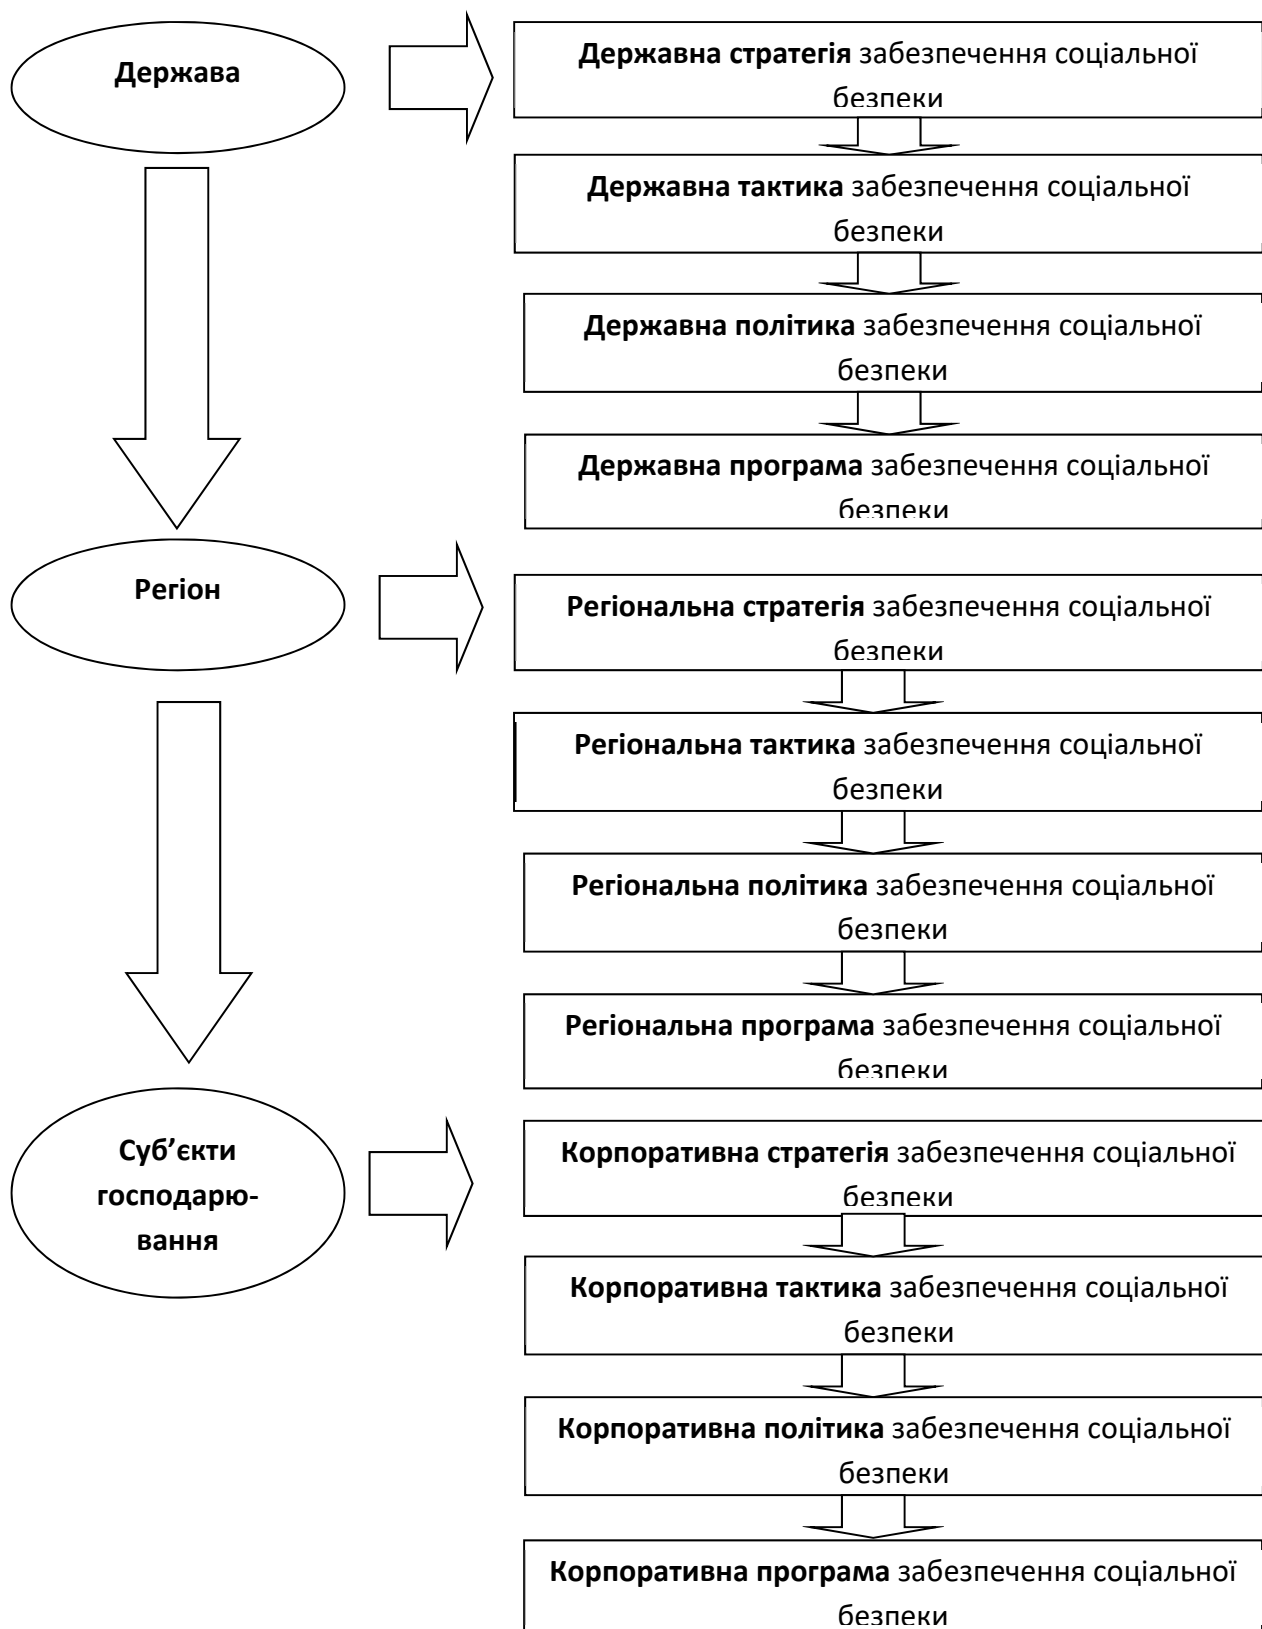 Держава
Державна стратегія забезпечення соціальної
безпеки
Державна тактика забезпечення соціальної
безпеки
Державна політика забезпечення соціальної
безпеки
Державна програма забезпечення соціальної
безпеки
Регіон
Регіональна стратегія забезпечення соціальної
безпеки
Регіональна тактика забезпечення соціальної
безпеки
Регіональна політика забезпечення соціальної
безпеки
Регіональна програма забезпечення соціальної
безпеки
Суб’єкти
господарю-
вання
Корпоративна стратегія забезпечення соціальної
безпеки
Корпоративна тактика забезпечення соціальної
безпеки
Корпоративна політика забезпечення соціальної
безпеки
Корпоративна програма забезпечення соціальної
безпеки